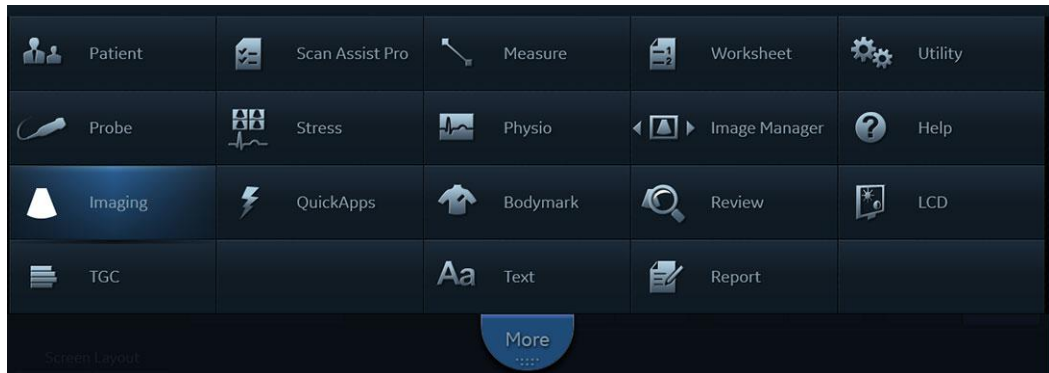 Patient
Scan Assist Pro
Measure
Worksheet
Utility
Probe
Stress
Physio
Image Manager
Help
Imaging
QuickApps
Bodymark
Review
LCD
TGC
Aa Text
Report
More
Screen Layout